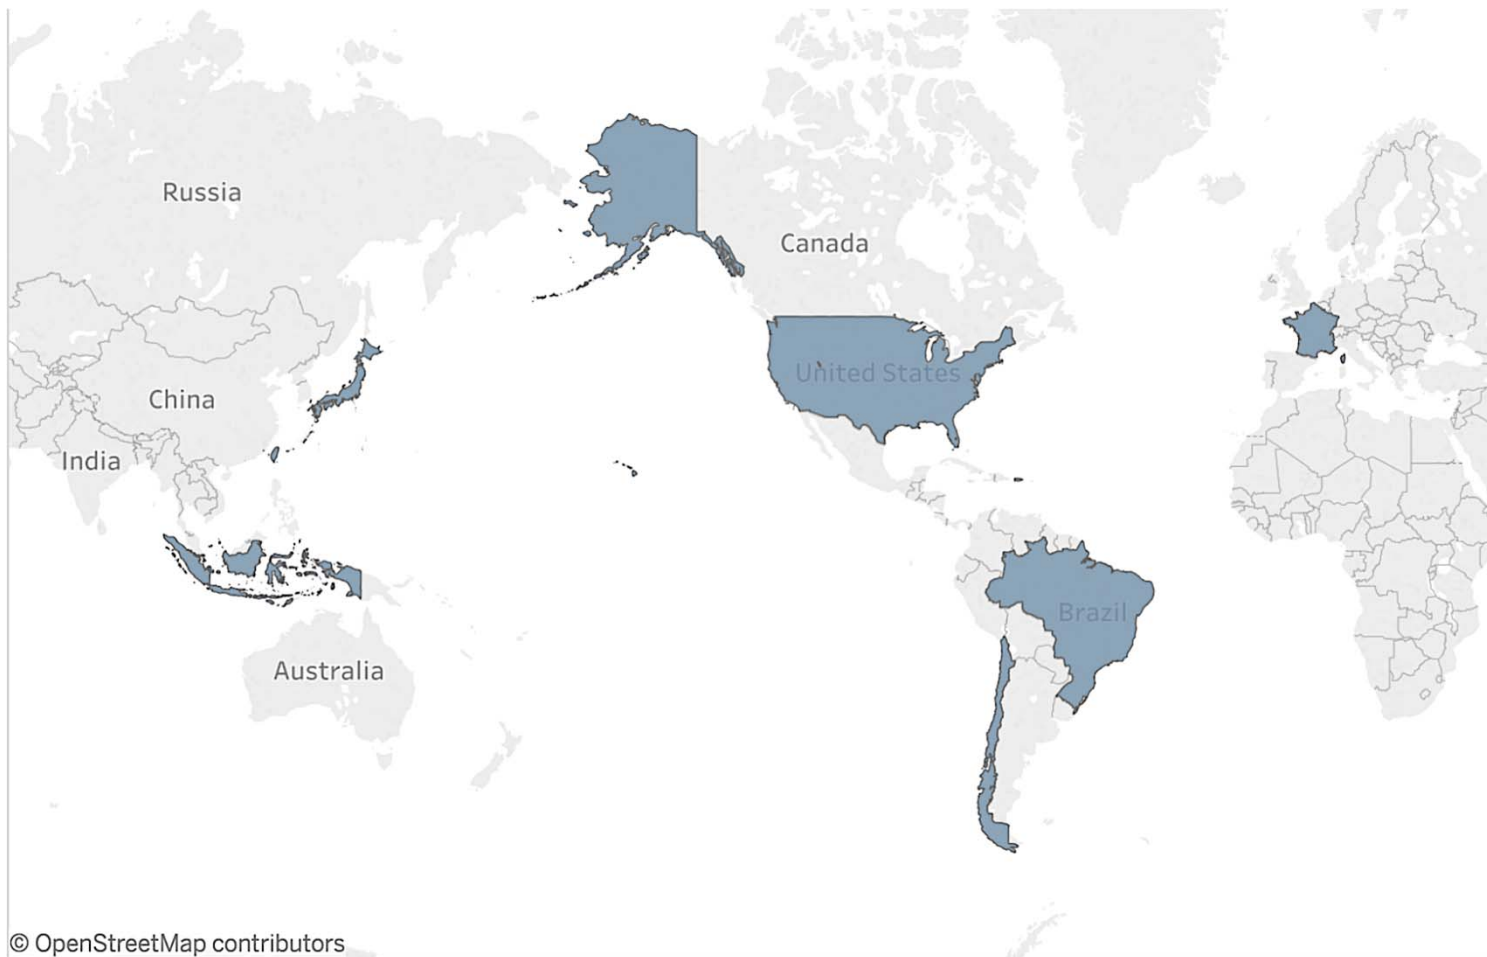 Russia
Canada
United States
China
India
Brazil
Australia
© OpenStreetMap contributors